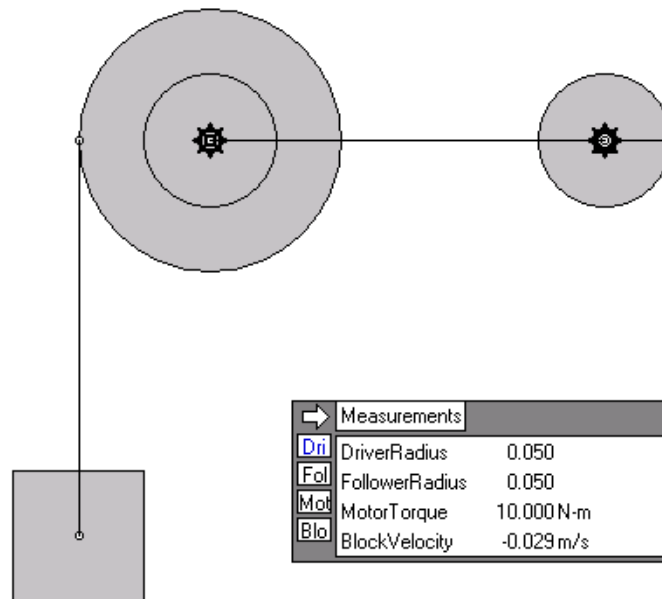 Measurements
Dri DriverRadius 0.050
Fol FollowerRadius 0.050
Mot MotorTorque 10.000 N-m
Blo BlockVelocity -0.029 m/s